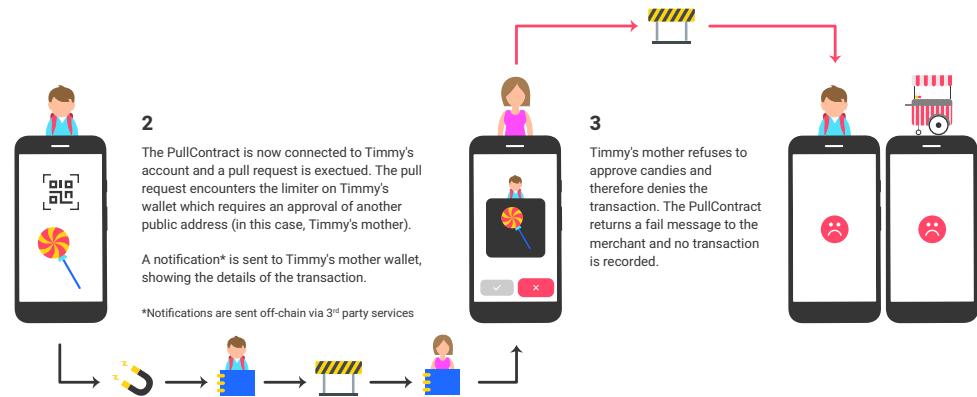 2
The PullContract is now connected to Timmy's
account and a pull request is exectued. The pull
request encounters the limiter on Timmy's
wallet which requires an approval of another
public address (in this case, Timmy's mother).
A notification* is sent to Timmy's mother wallet,
showing the details of the transaction.
*Notifications are sent off-chain via 3rd party services
3
Timmy's mother refuses to
approve candies and
therefore denies the
transaction. The PullContract
returns a fail message to the
merchant and no transaction
is recorded.